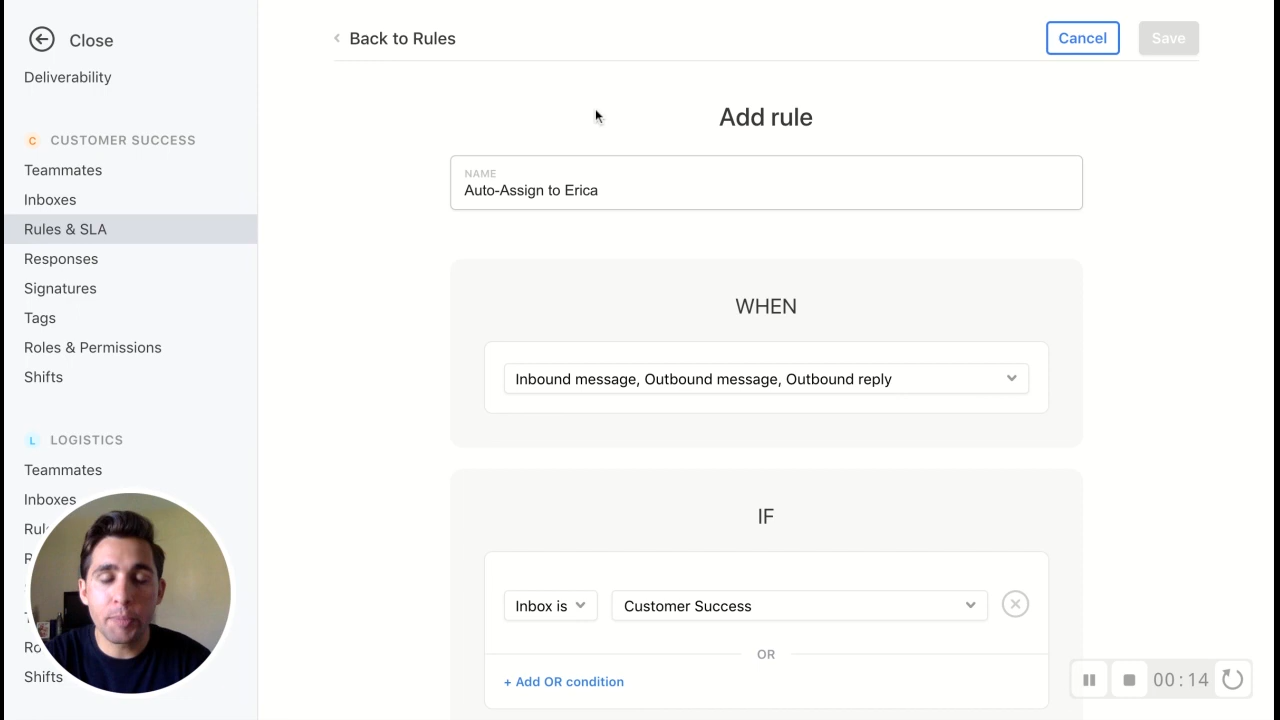 Close
Deliverability
C CUSTOMER SUCCESS
Teammates
Inboxes
Rules & SLA
Responses
Signatures
Tags
Roles & Permissions
Shifts
L LOGISTICS
Teammates
Inboxes
Shifts
Back to Rules
Cancel
Save
Add rule
NAME
Auto-Assign to Erica
WHEN
Inbound message, Outbound message, Outbound reply
IF
Inbox is
Customer Success
OR
+ Add OR condition
00:14